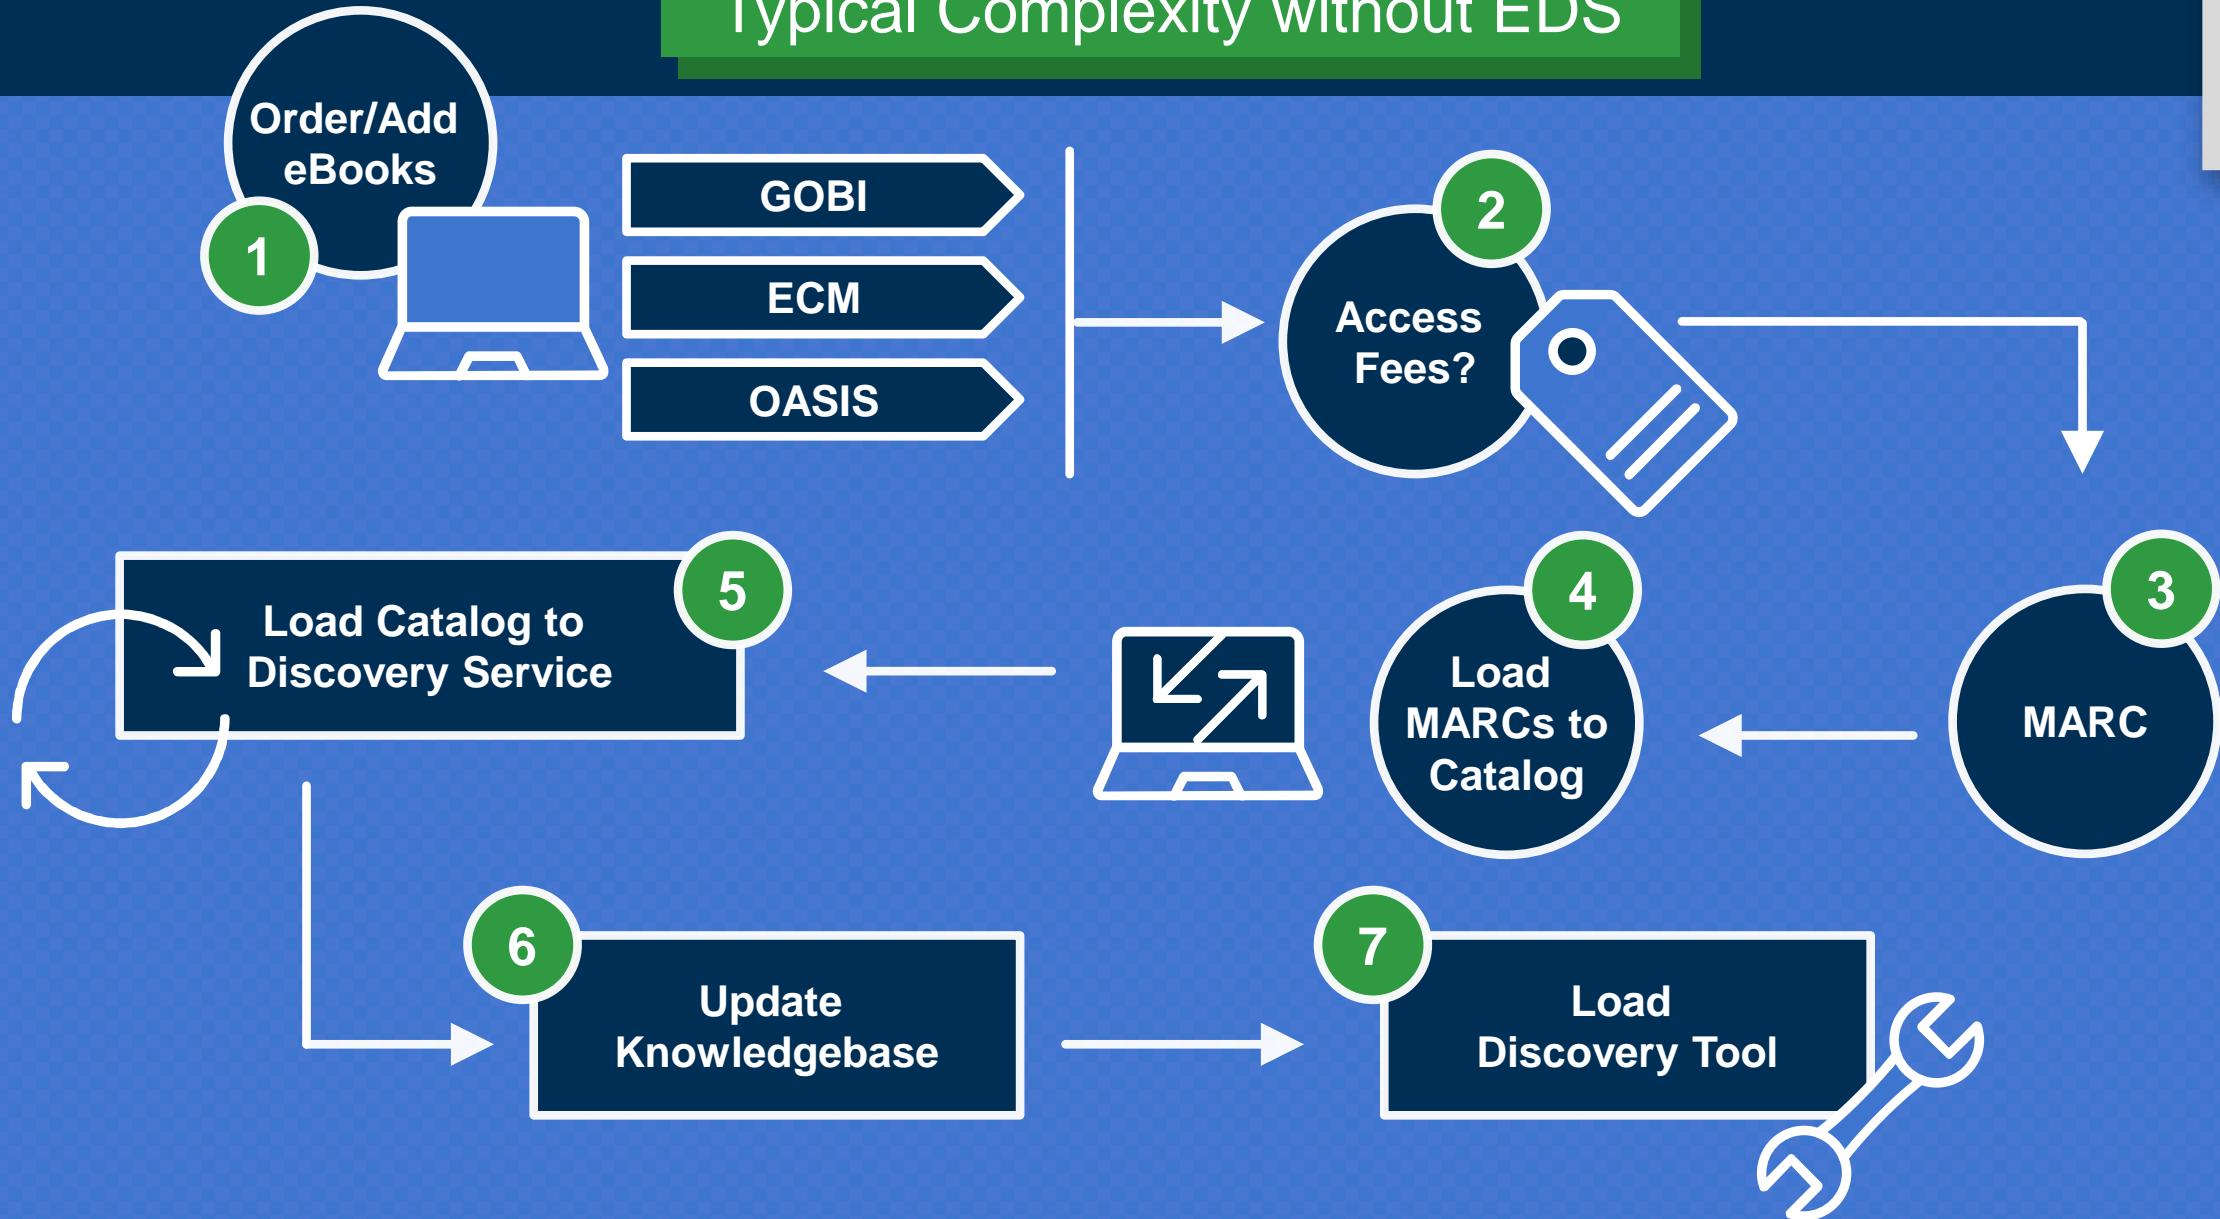 Typical Complexity without EDS
Order/Add
eBooks
1
GOBI
ECM
OASIS
2
Access
Fees?
3
MARC
4
Load
MARCs to
Catalog
5
Load Catalog to
Discovery Service
6
Update
Knowledgebase
7
Load
Discovery Tool